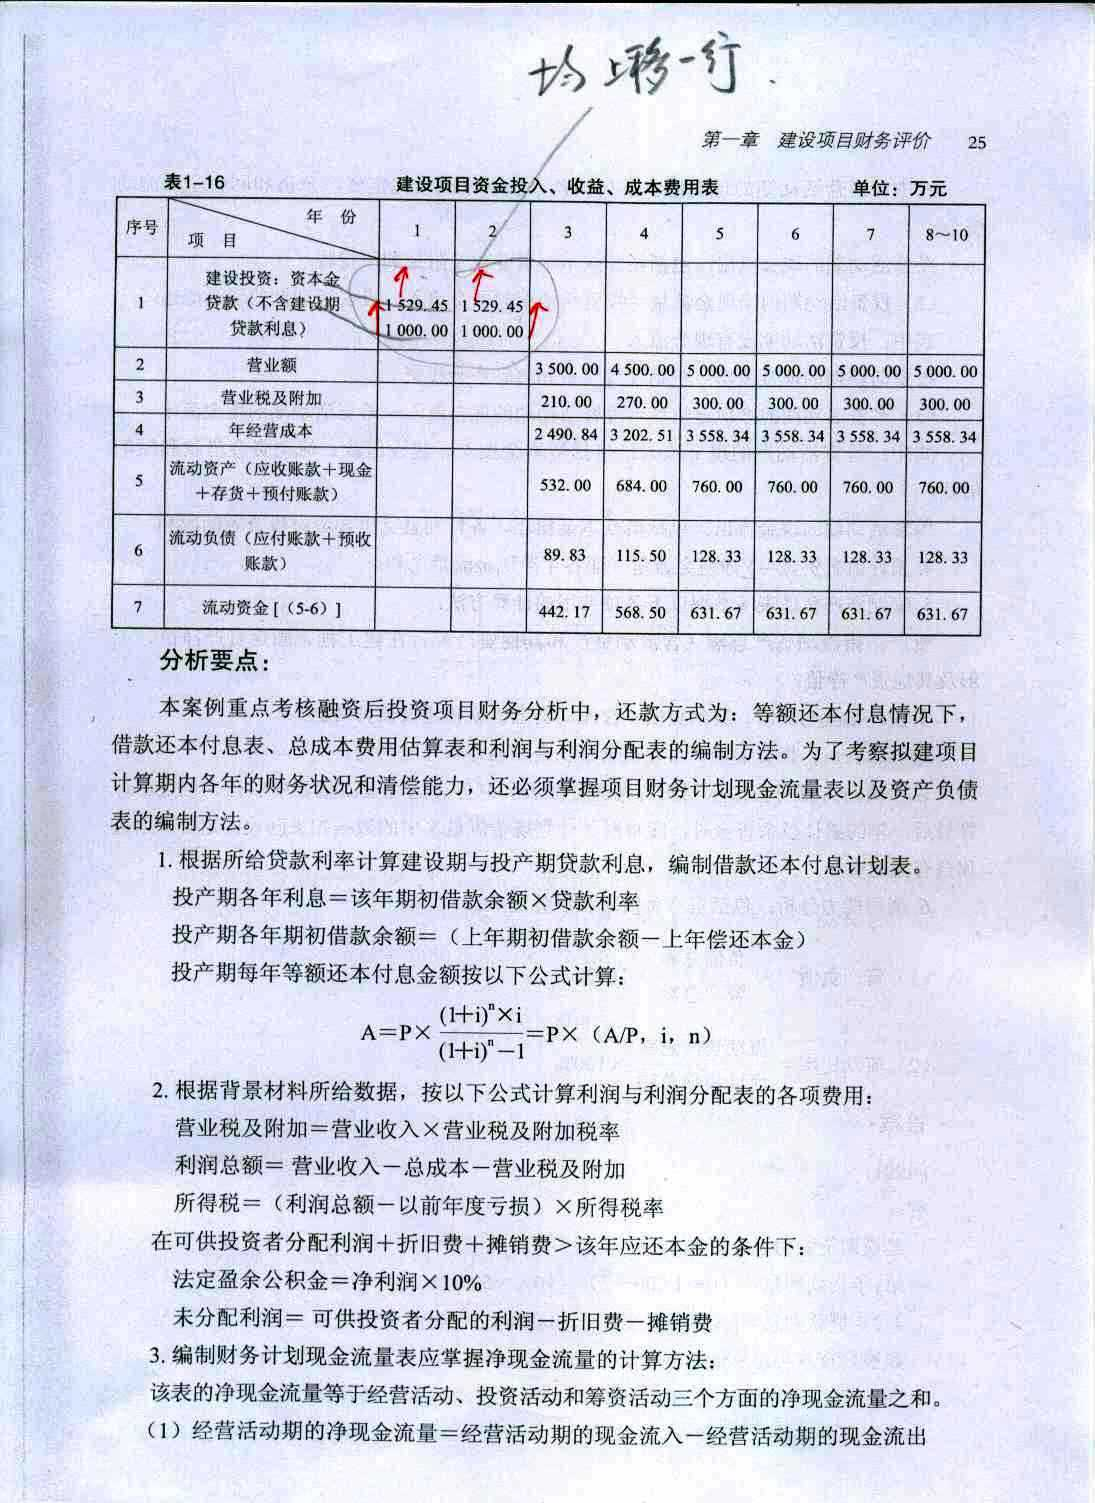 均上移一行.
第一章 建设项目财务评价 25
表1-16 建设项目资金投入、收益、成本费用表 单位：万元
序号 年 份 项 目 1 2 3 4 5 6 7 8～10
1 建设投资：资本金
贷款（不含建设期 1 529.45 1 529.45
贷款利息） 1 000.00 1 000.00
2 营业额 3 500.00 4 500.00 5 000.00 5 000.00 5 000.00 5 000.00
3 营业税及附加 210.00 270.00 300.00 300.00 300.00 300.00
4 年经营成本 2 490.84 3 202.51 3 558.34 3 558.34 3 558.34 3 558.34
5 流动资产（应收账款＋现金
＋存货＋预付账款） 532.00 684.00 760.00 760.00 760.00 760.00
6 流动负债（应付账款＋预收
账款） 89.83 115.50 128.33 128.33 128.33 128.33
7 流动资金[（5-6）] 442.17 568.50 631.67 631.67 631.67 631.67
分析要点：
本案例重点考核融资后投资项目财务分析中，还款方式为：等额还本付息情况下，
借款还本付息表、总成本费用估算表和利润与利润分配表的编制方法。为了考察拟建项目
计算期内各年的财务状况和清偿能力，还必须掌握项目财务计划现金流量表以及资产负债
表的编制方法。
1. 根据所给贷款利率计算建设期与投产期贷款利息，编制借款还本付息计划表。
投产期各年利息＝该年期初借款余额×贷款利率
投产期各年期初借款余额＝（上年期初借款余额－上年偿还本金）
投产期每年等额还本付息金额按以下公式计算：
A＝P×（1＋i）ⁿ×i／（1＋i）ⁿ－1＝P×（A/P，i，n）
2. 根据背景材料所给数据，按以下公式计算利润与利润分配表的各项费用：
营业税及附加＝营业收入×营业税及附加税率
利润总额＝ 营业收入－总成本－营业税及附加
所得税＝（利润总额－以前年度亏损）×所得税率
在可供投资者分配利润＋折旧费＋摊销费＞该年应还本金的条件下：
法定盈余公积金＝净利润×10%
未分配利润＝ 可供投资者分配的利润－折旧费－摊销费
3. 编制财务计划现金流量表应掌握净现金流量的计算方法：
该表的净现金流量等于经营活动、投资活动和筹资活动三个方面的净现金流量之和。
（1）经营活动期的净现金流量＝经营活动期的现金流入－经营活动期的现金流出